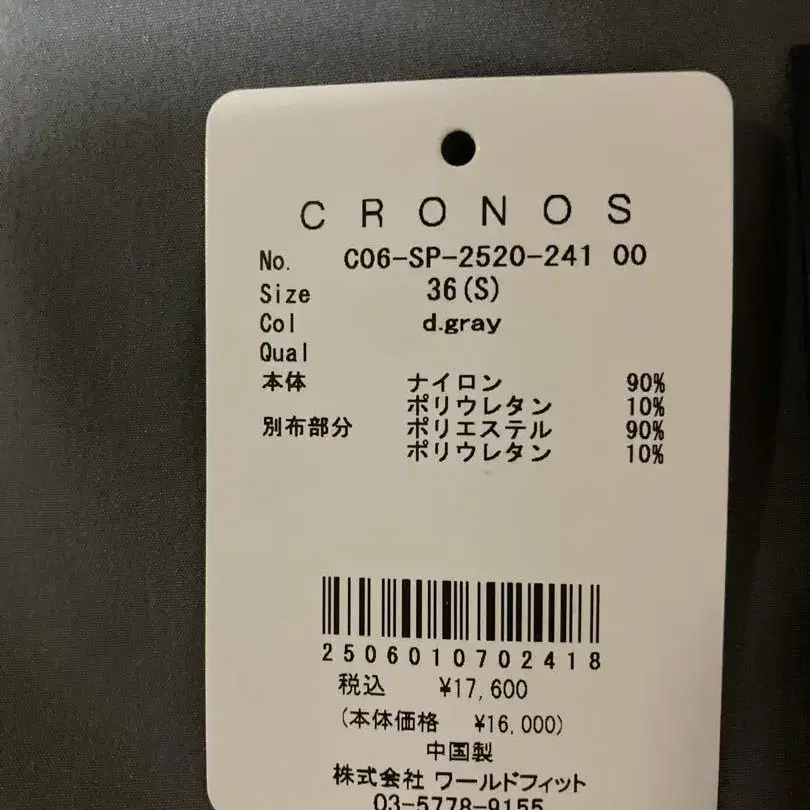 CRONOS
No. C06-SP-2520-241 00
Size 36(S)
Col d.gray
Qual
本体 ナイロン 90%
ポリウレタン 10%
別布部分 ポリエステル 90%
ポリウレタン 10%
2506010702418
税込 ¥17,600
(本体価格 ¥16,000)
中国製
株式会社 ワールドフィット
03-5778-9155